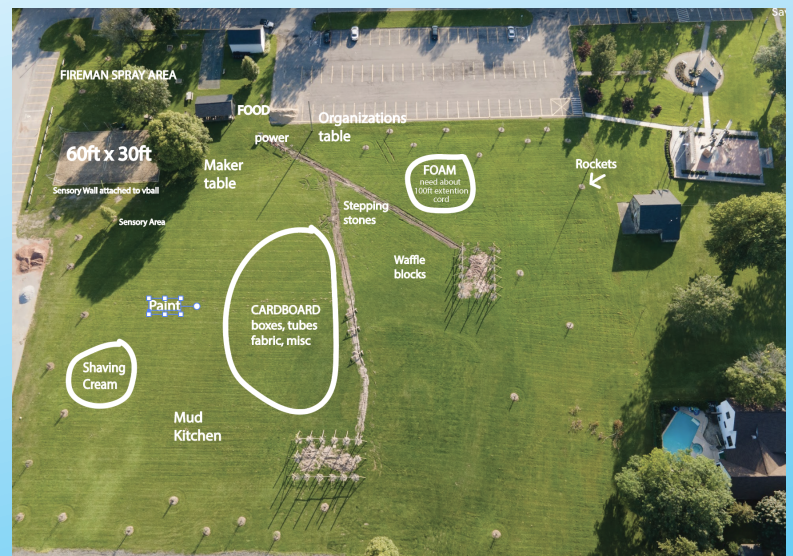 Sa
FIREMAN SPRAY AREA
FOOD
Organizations
table
power
60ft x 30ft
Maker
table
FOAM
need about
100ft extention
cord
Rockets
Sensory Wall attached to vball
Stepping
stones
Sensory Area
Waffle
blocks
Paint
CARDBOARD
boxes, tubes
fabric, misc
Shaving
Cream
Mud
Kitchen